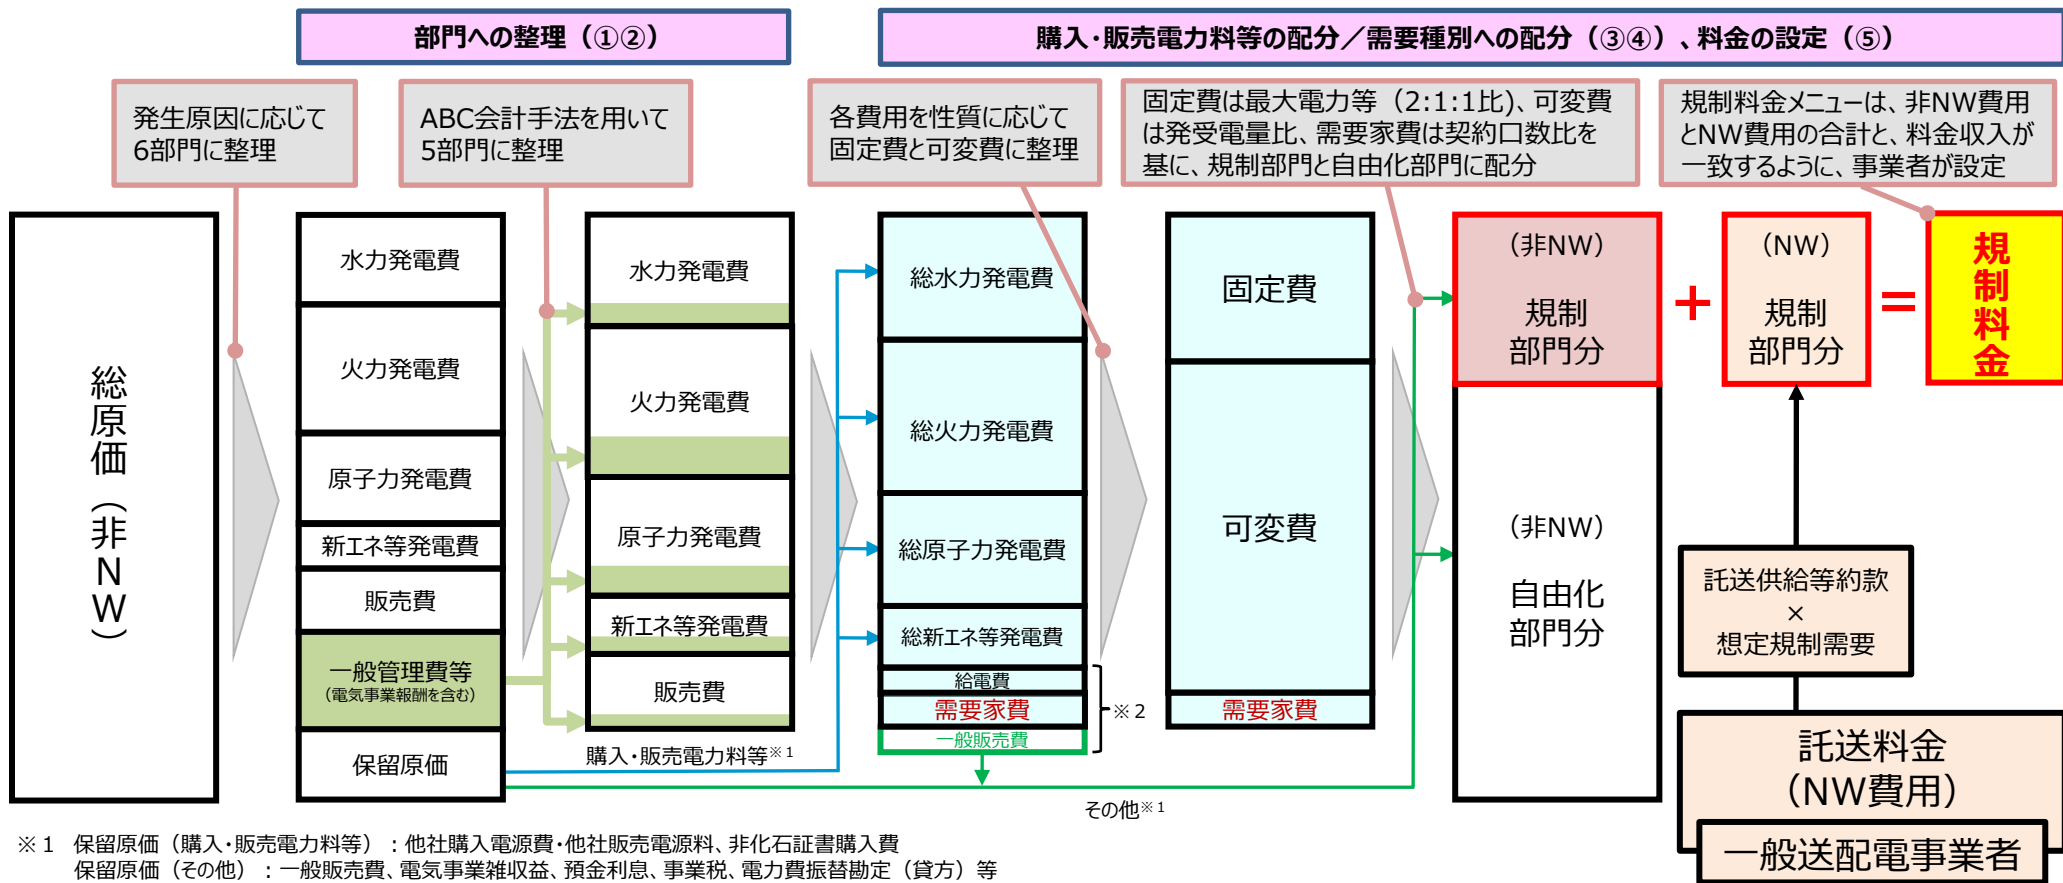 部門への整理（①②）
購入・販売電力料等の配分／需要種別への配分（③④）、料金の設定（⑤）
発生原因に応じて
6部門に整理
ABC会計手法を用いて
5部門に整理
各費用を性質に応じて
固定費と可変費に整理
固定費は最大電力等（2:1:1比)、可変費
は発受電量比、需要家費は契約口数比を
基に、規制部門と自由化部門に配分
規制料金メニューは、非NW費用
とNW費用の合計と、料金収入が
一致するように、事業者が設定
総原価（非NW）
水力発電費
火力発電費
原子力発電費
新エネ等発電費
販売費
一般管理費等
（電気事業報酬を含む）
保留原価
水力発電費
火力発電費
原子力発電費
新エネ等発電費
販売費
購入・販売電力料等※1
総水力発電費
総火力発電費
総原子力発電費
総新エネ等発電費
給電費
需要家費
一般販売費
※2
その他※1
固定費
可変費
需要家費
（非NW）
規制
部門分
（非NW）
自由化
部門分
＋
（NW）
規制
部門分
＝
規制料金
託送供給等約款
×
想定規制需要
託送料金
（NW費用）
一般送配電事業者
※1 保留原価（購入・販売電力料等）：他社購入電源費・他社販売電源料、非化石証書購入費
保留原価（その他）：一般販売費、電気事業雑収益、預金利息、事業税、電力費振替勘定（貸方）等